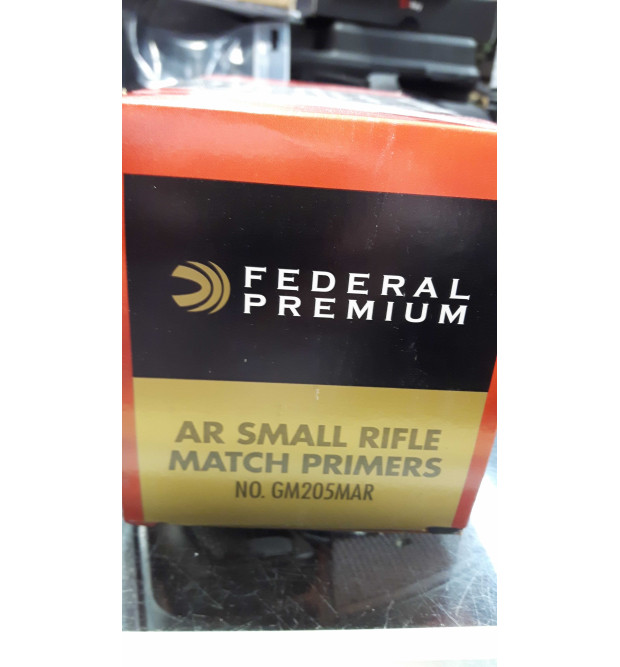 FEDERAL
PREMIUM
AR SMALL RIFLE
MATCH PRIMERS
NO. GM205MAR